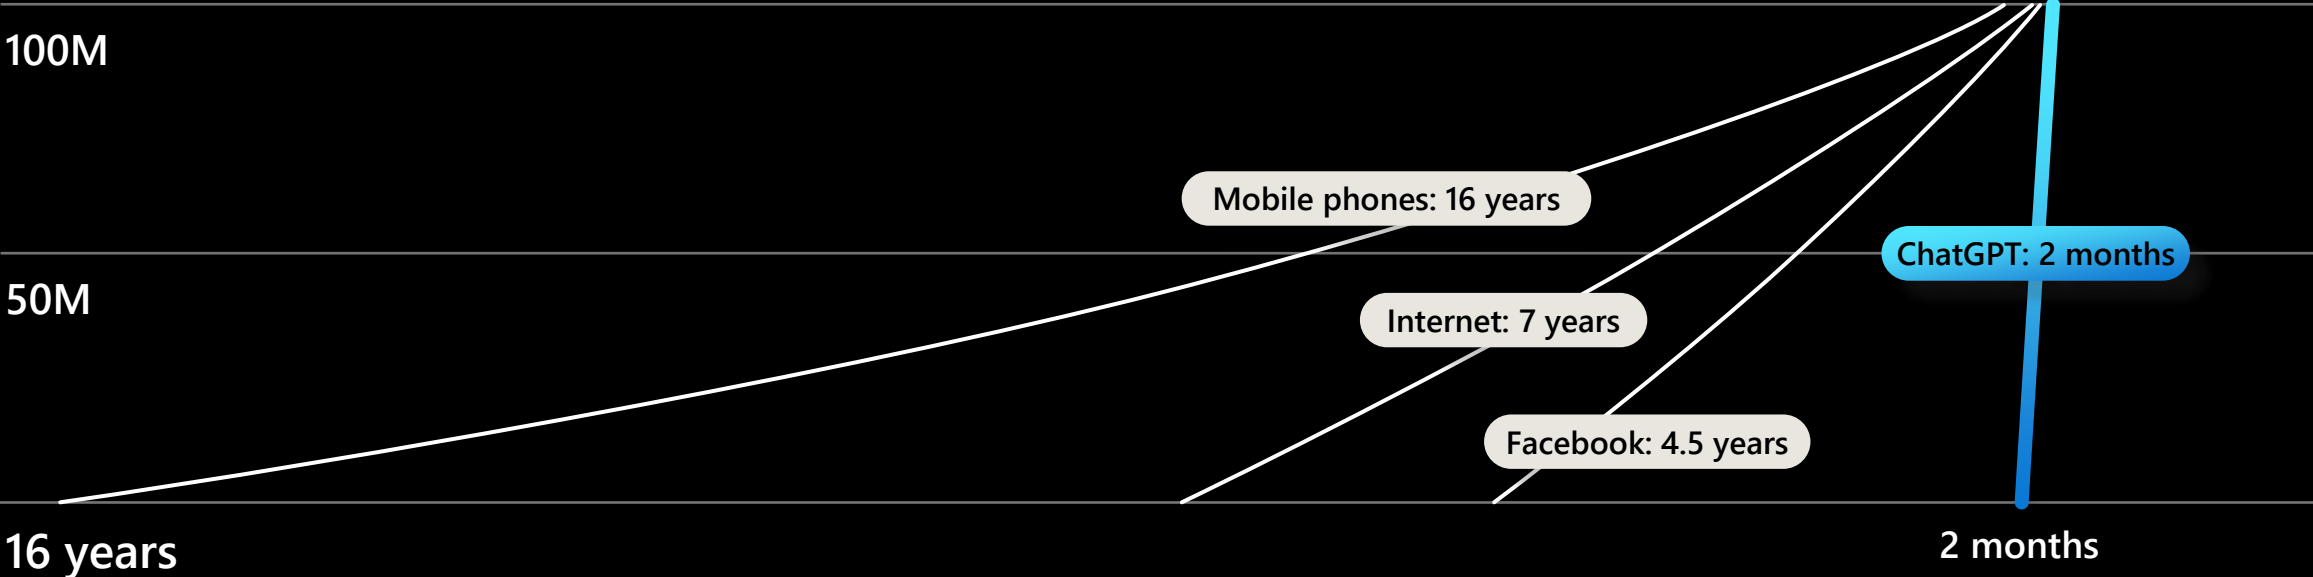 100M
Mobile phones: 16 years
ChatGPT: 2 months
50M
Internet: 7 years
Facebook: 4.5 years
16 years
2 months